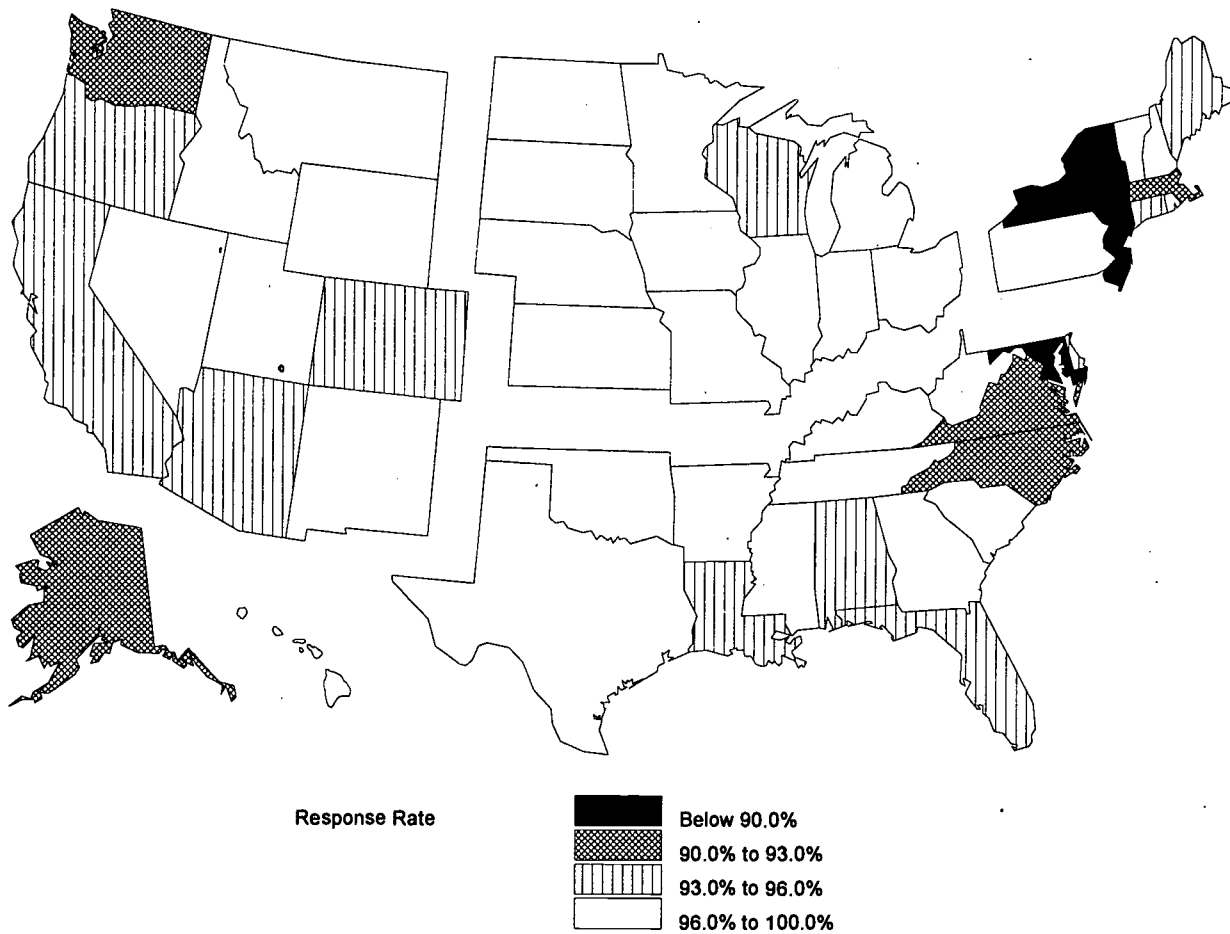 Response Rate
Below 90.0%
90.0% to 93.0%
93.0% to 96.0%
96.0% to 100.0%